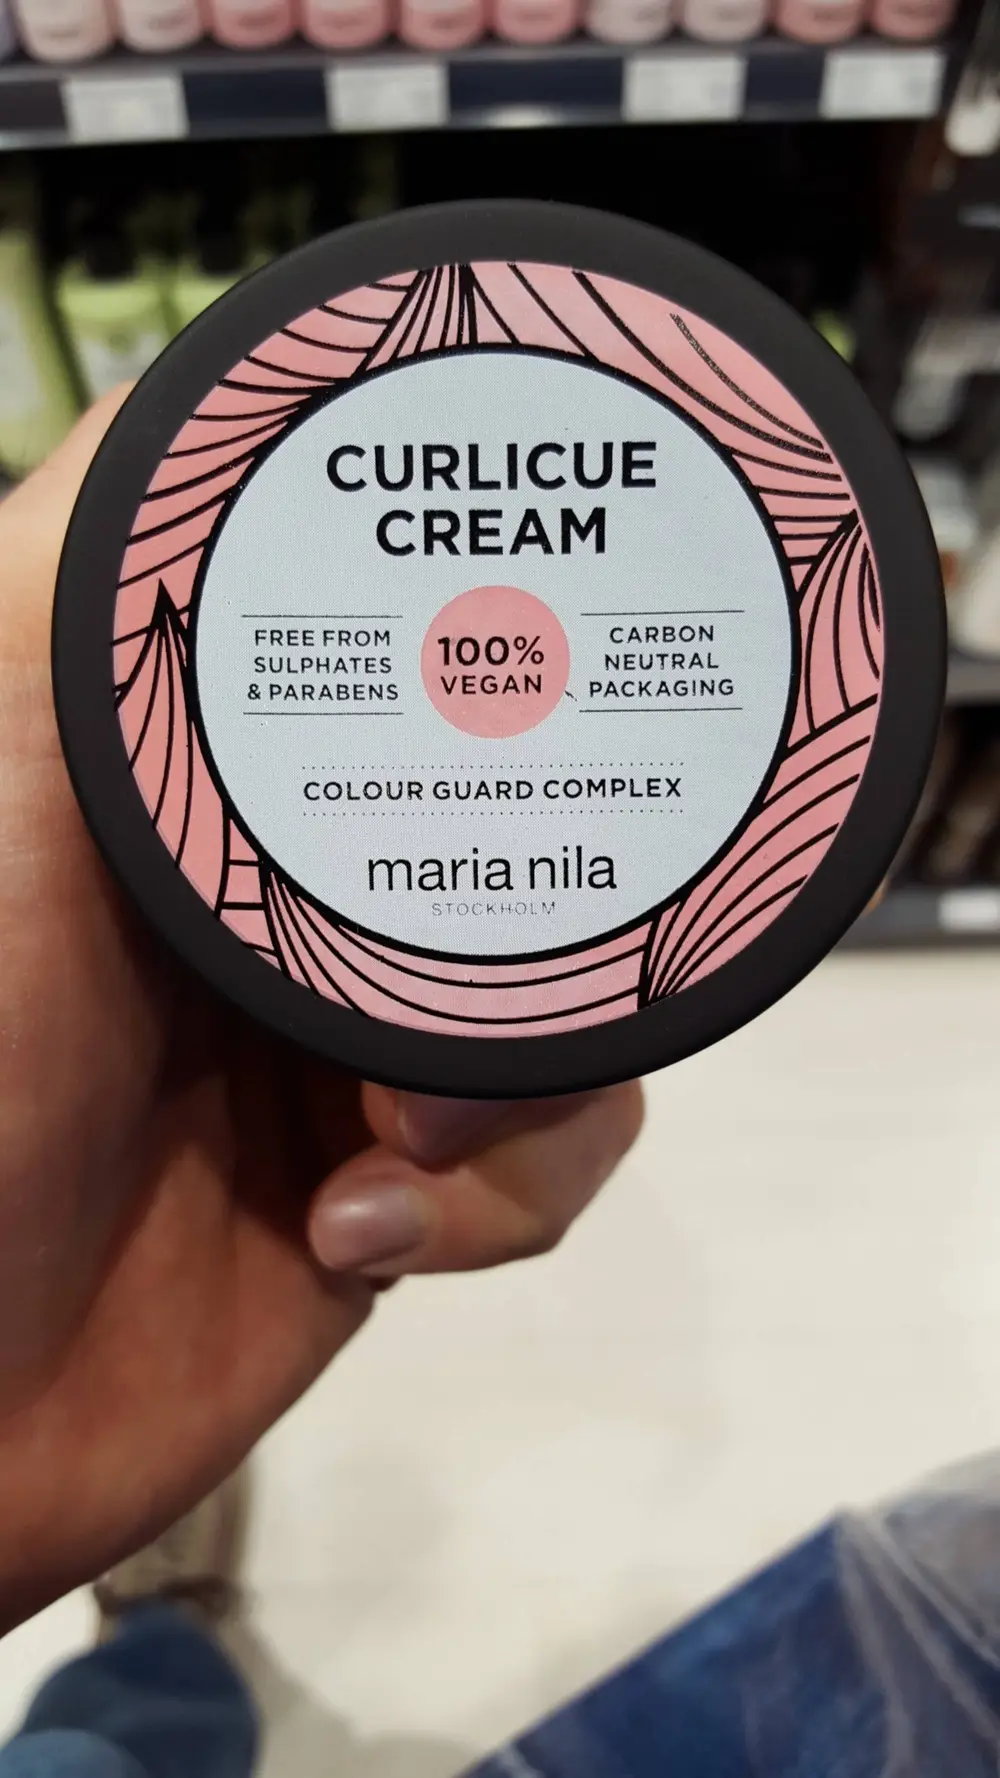 CURLICUE
CREAM
FREE FROM
SULPHATES
& PARABENS
100%
VEGAN
CARBON
NEUTRAL
PACKAGING
COLOUR GUARD COMPLEX
maria nila
STOCKHOLM